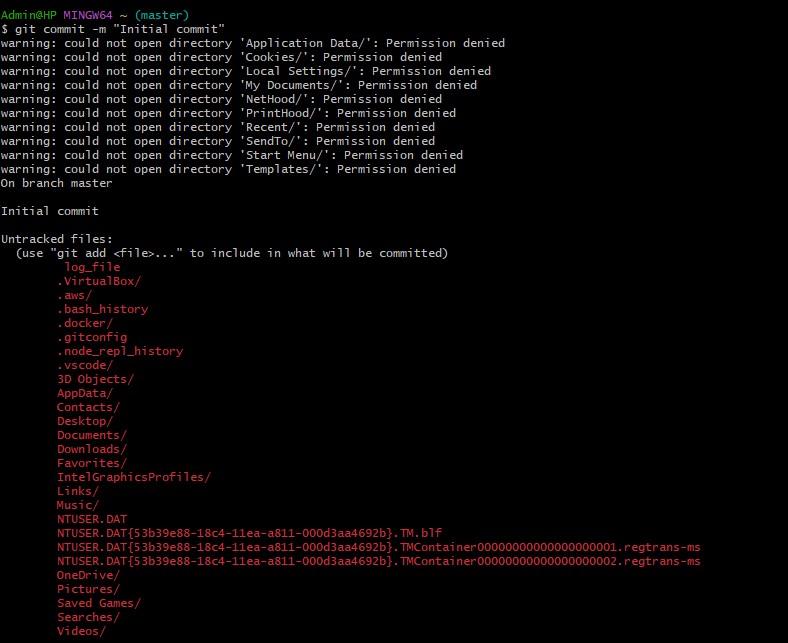 Admin@HP MINGW64 ~ (master)
$ git commit -m "Initial commit"
warning: could not open directory 'Application Data/': Permission denied
warning: could not open directory 'Cookies/': Permission denied
warning: could not open directory 'Local Settings/': Permission denied
warning: could not open directory 'My Documents/': Permission denied
warning: could not open directory 'NetHood/': Permission denied
warning: could not open directory 'PrintHood/': Permission denied
warning: could not open directory 'Recent/': Permission denied
warning: could not open directory 'SendTo/': Permission denied
warning: could not open directory 'Start Menu/': Permission denied
warning: could not open directory 'Templates/': Permission denied
On branch master
Initial commit
Untracked files:
(use "git add <file>..." to include in what will be committed)
log_file
.VirtualBox/
.aws/
.bash_history
.docker/
.gitconfig
.node_repl_history
.vscode/
3D Objects/
AppData/
Contacts/
Desktop/
Documents/
Downloads/
Favorites/
IntelGraphicsProfiles/
Links/
Music/
NTUSER.DAT
NTUSER.DAT{53b39e88-18c4-11ea-a811-000d3aa4692b}.TM.blf
NTUSER.DAT{53b39e88-18c4-11ea-a811-000d3aa4692b}.TMContainer00000000000000000001.regtrans-ms
NTUSER.DAT{53b39e88-18c4-11ea-a811-000d3aa4692b}.TMContainer00000000000000000002.regtrans-ms
OneDrive/
Pictures/
Saved Games/
Searches/
Videos/